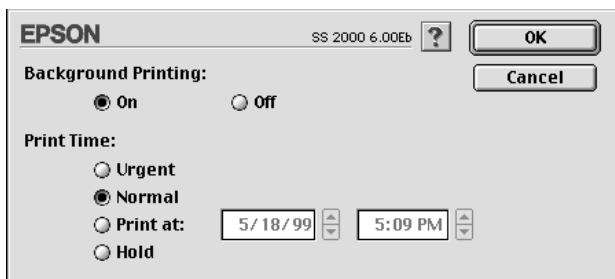 EPSON SS 2000 6.00Eb ? OK
Background Printing: Cancel
On Off
Print Time:
Urgent
Normal
Print at: 5/18/99 5:09 PM
Hold